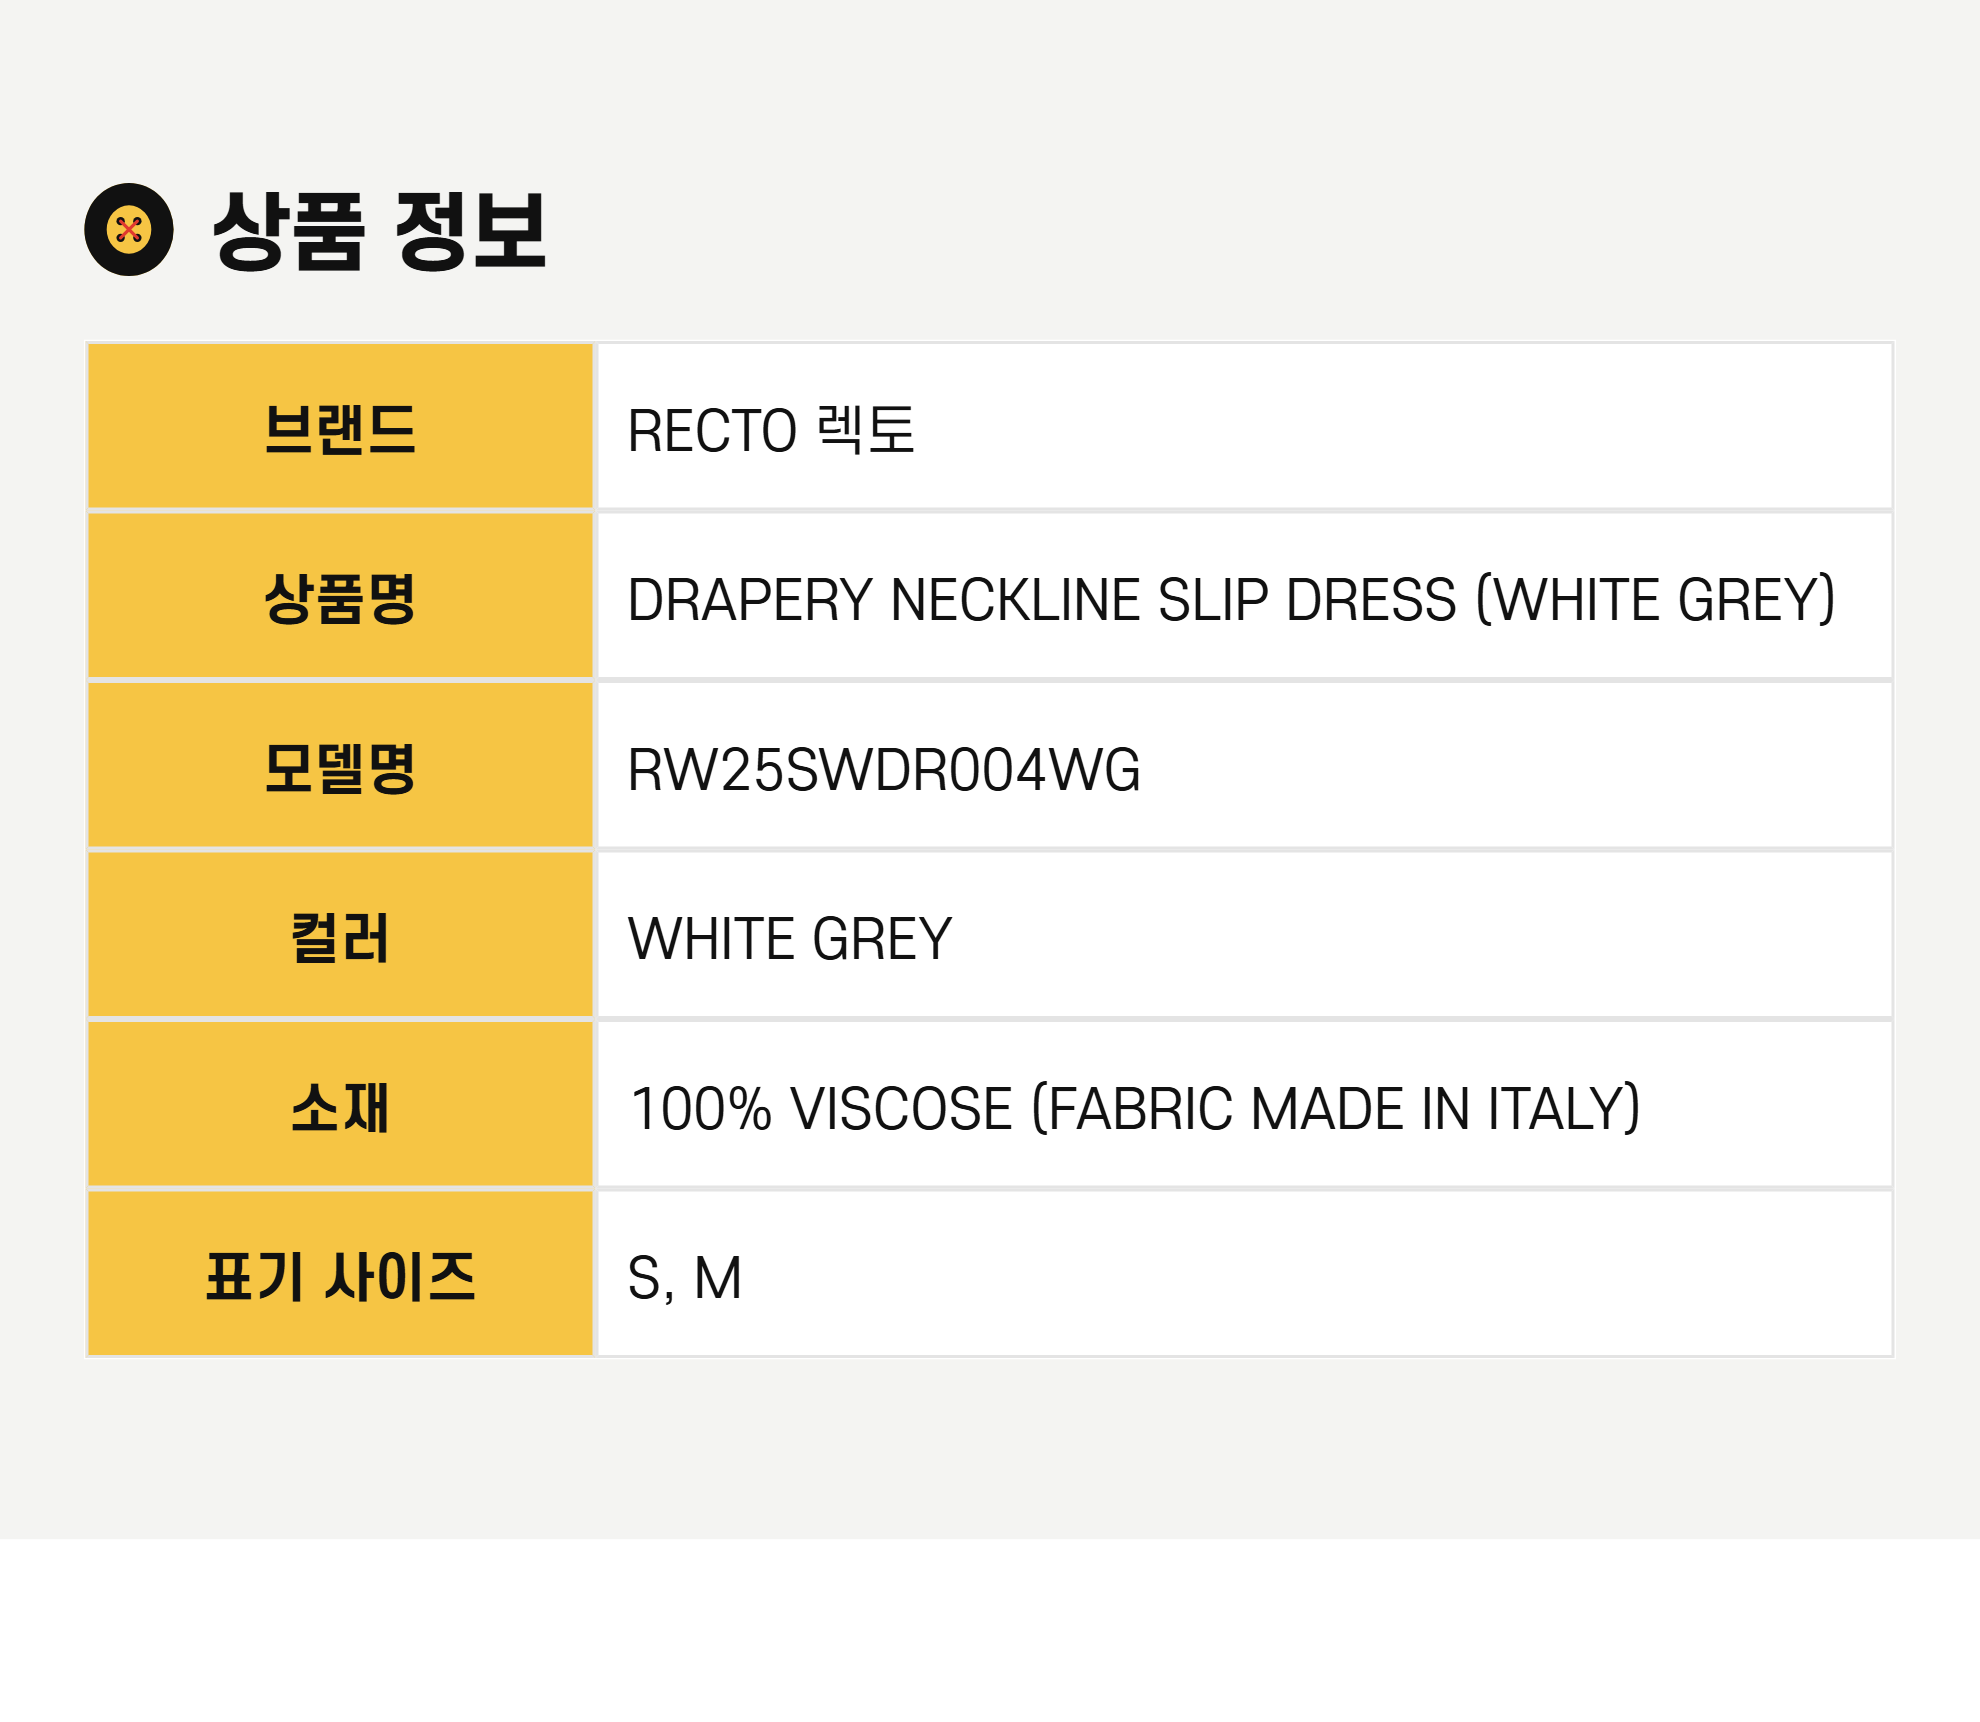 상품 정보
브랜드 RECTO 렉토
상품명 DRAPERY NECKLINE SLIP DRESS (WHITE GREY)
모델명 RW25SWDR004WG
컬러 WHITE GREY
소재 100% VISCOSE (FABRIC MADE IN ITALY)
표기 사이즈 S, M